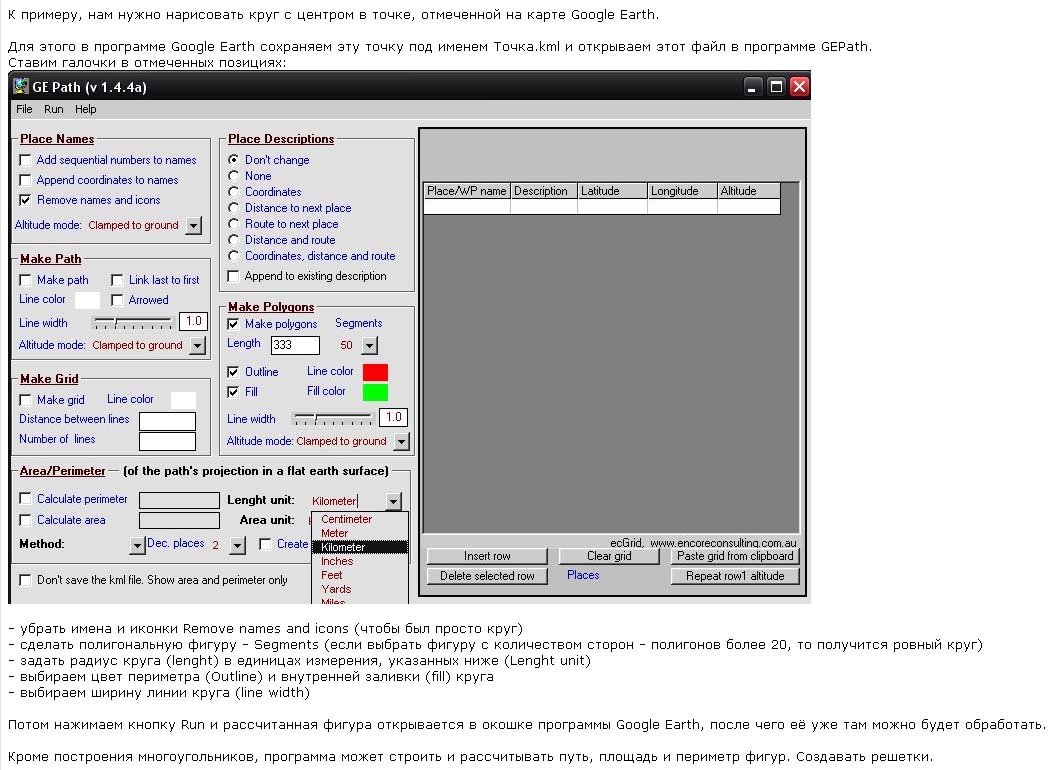 К примеру, нам нужно нарисовать круг с центром в точке, отмеченной на карте Google Earth.
Для этого в программе Google Earth сохраняем эту точку под именем Точка.kml и открываем этот файл в программе GEPath.
Ставим галочки в отмеченных позициях:
GE Path (v 1.4.4a)
File Run Help
Place Names
Add sequential numbers to names
Append coordinates to names
Remove names and icons
Altitude mode: Clamped to ground
Make Path
Make path Link last to first
Line color Arrowed
Line width 1.0
Altitude mode: Clamped to ground
Make Grid
Make grid Line color
Distance between lines
Number of lines
Place Descriptions
Don't change
None
Coordinates
Distance to next place
Route to next place
Distance and route
Coordinates, distance and route
Append to existing description
Make Polygons
Make polygons Segments
Length 333 50
Outline Line color
Fill Fill color
Line width 1.0
Altitude mode: Clamped to ground
Area/Perimeter (of the path's projection in a flat earth surface)
Calculate perimeter Lenght unit: Kilometer
Calculate area Area unit:
Method: Dec. places 2 Create
Centimeter
Meter
Kilometer
Inches
Feet
Yards
Miles
Don't save the kml file. Show area and perimeter only
Place/WP name Description Latitude Longitude Altitude
ecGrid, www.encoreconsulting.com.au
Insert row Clear grid Paste grid from clipboard
Delete selected row Places Repeat row1 altitude
- убрать имена и иконки Remove names and icons (чтобы был просто круг)
- сделать полигональную фигуру - Segments (если выбрать фигуру с количеством сторон - полигонов более 20, то получится ровный круг)
- задать радиус круга (lenght) в единицах измерения, указанных ниже (Lenght unit)
- выбираем цвет периметра (Outline) и внутренней заливки (fill) круга
- выбираем ширину линии круга (line width)
Потом нажимаем кнопку Run и рассчитанная фигура открывается в окошке программы Google Earth, после чего её уже там можно будет обработать.
Кроме построения многоугольников, программа может строить и рассчитывать путь, площадь и периметр фигур. Создавать решетки.